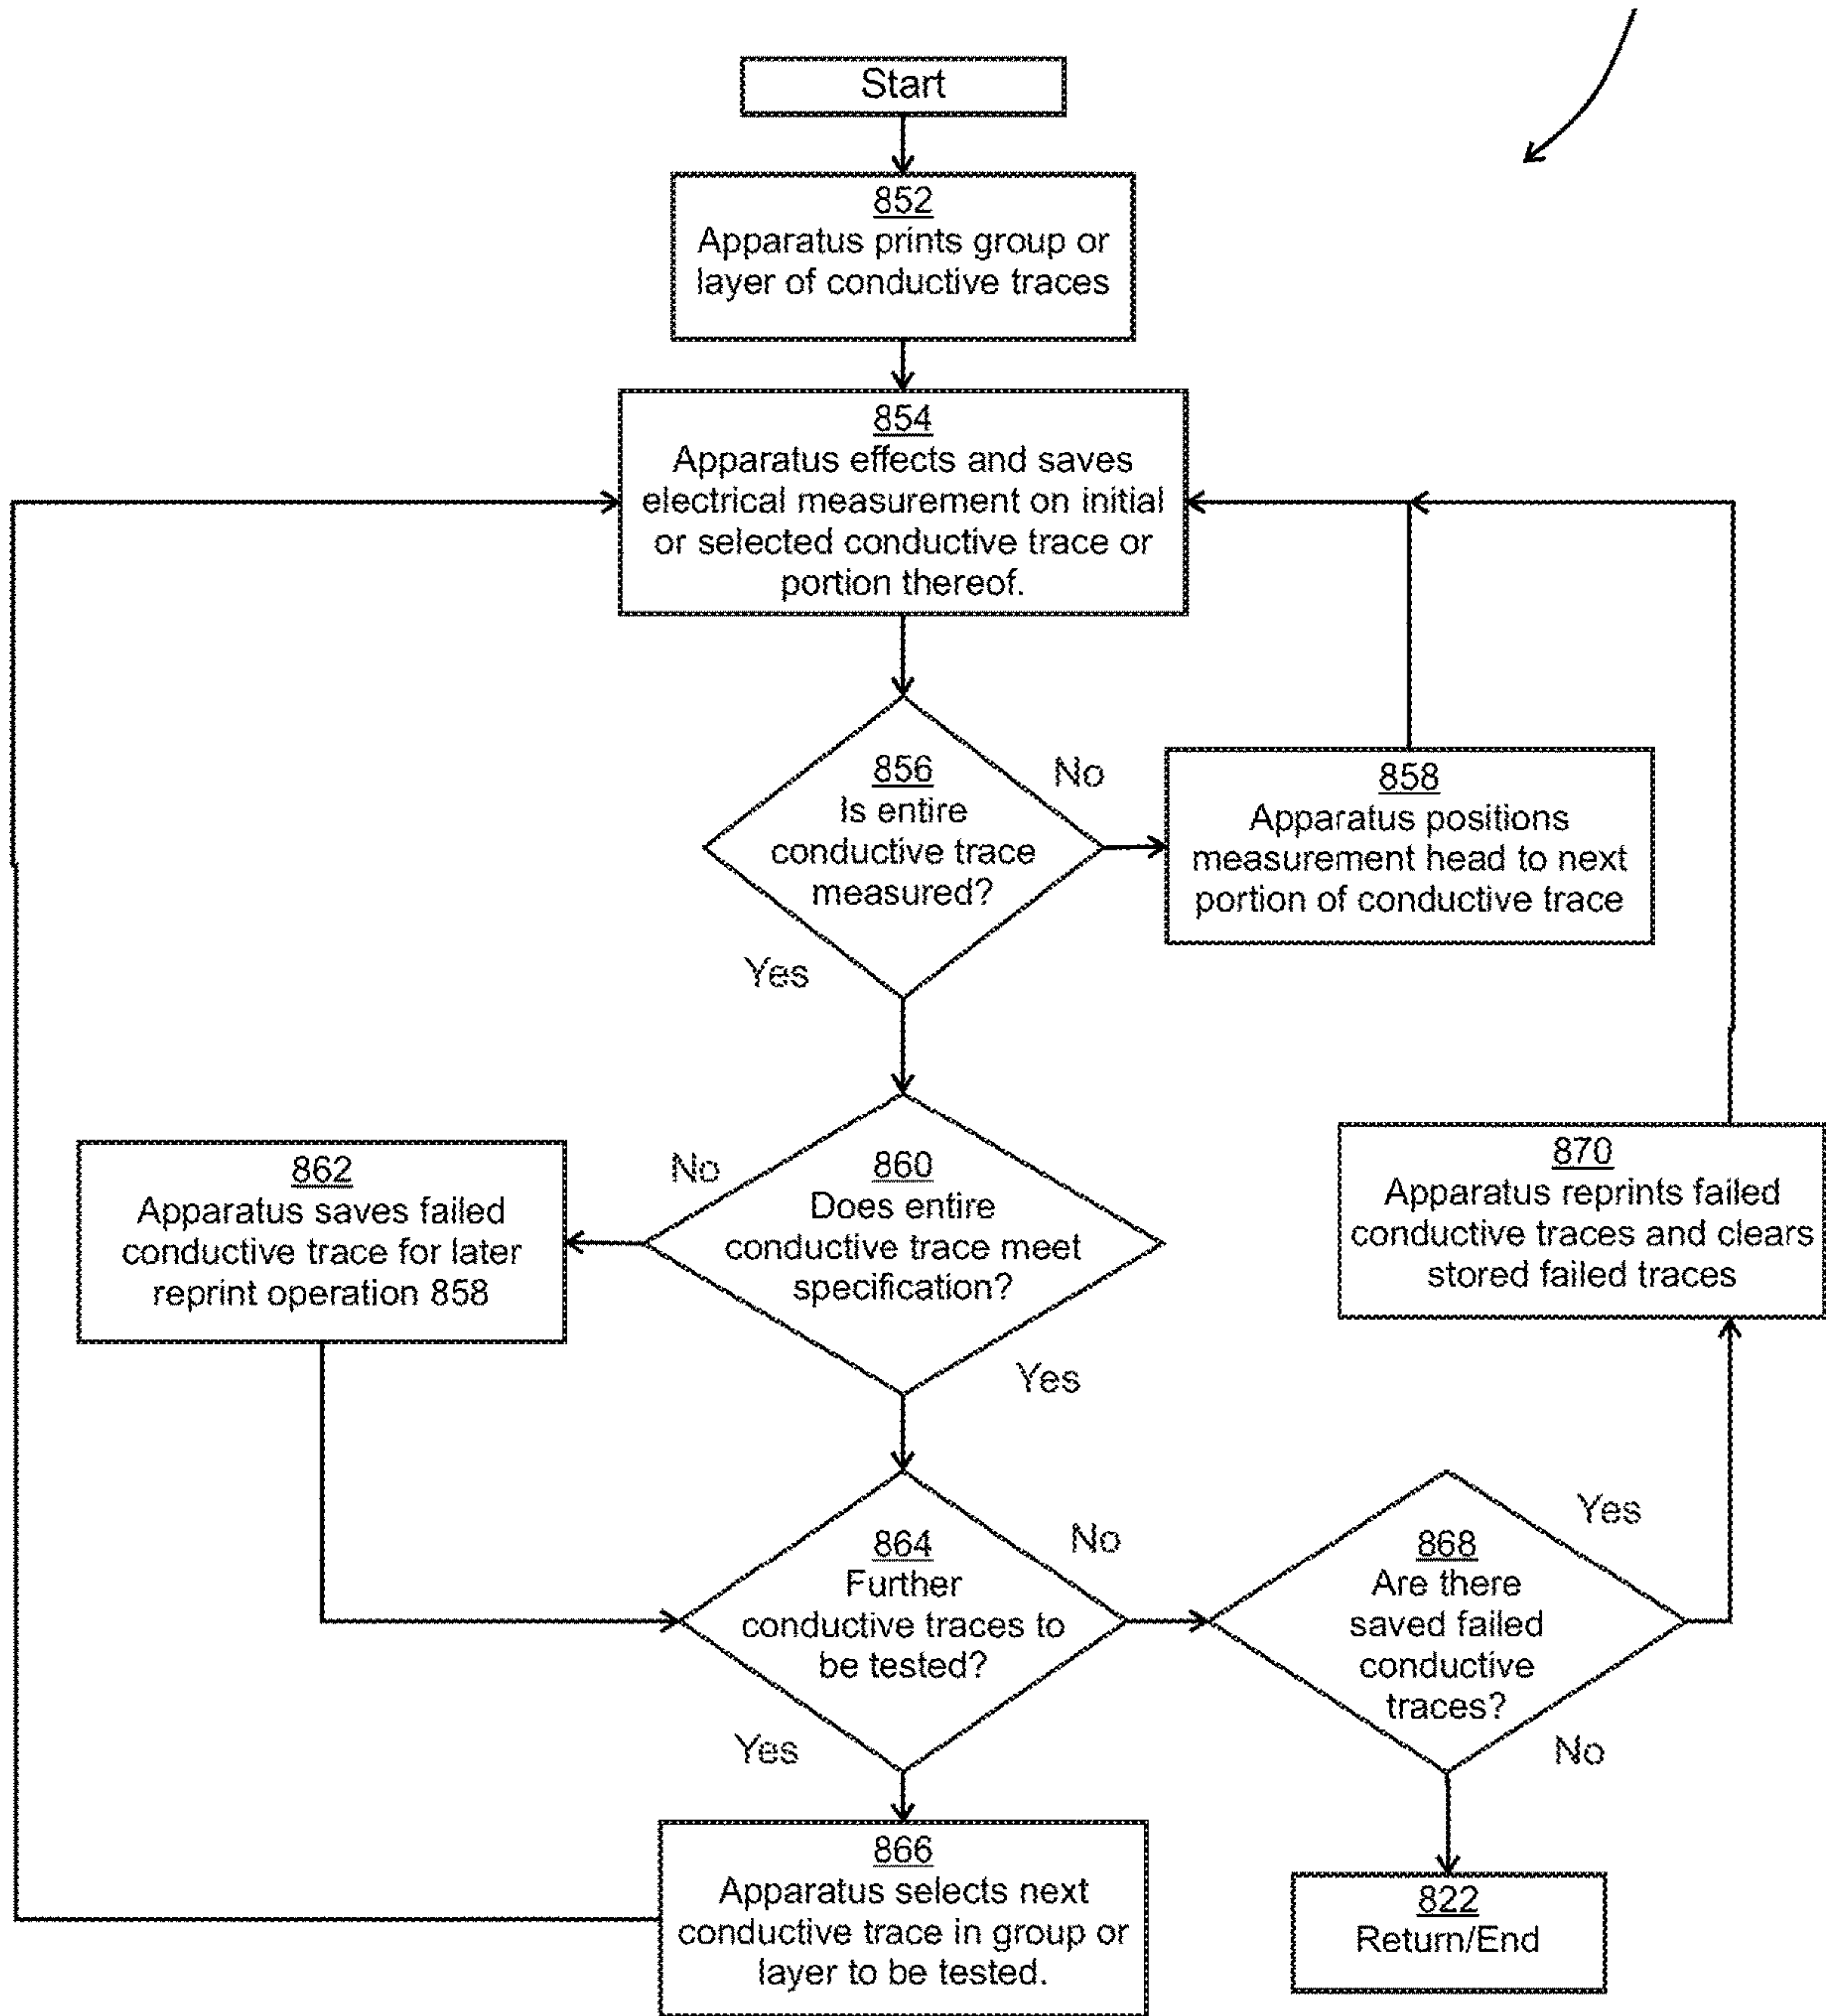 Start
852
Apparatus prints group or
layer of conductive traces
854
Apparatus effects and saves
electrical measurement on initial
or selected conductive trace or
portion thereof.
856
Is entire
conductive trace
measured?
No
Yes
858
Apparatus positions
measurement head to next
portion of conductive trace
860
Does entire
conductive trace meet
specification?
No
Yes
862
Apparatus saves failed
conductive trace for later
reprint operation 858
870
Apparatus reprints failed
conductive traces and clears
stored failed traces
864
Further
conductive traces to
be tested?
No
Yes
868
Are there
saved failed
conductive
traces?
Yes
No
866
Apparatus selects next
conductive trace in group or
layer to be tested.
822
Return/End